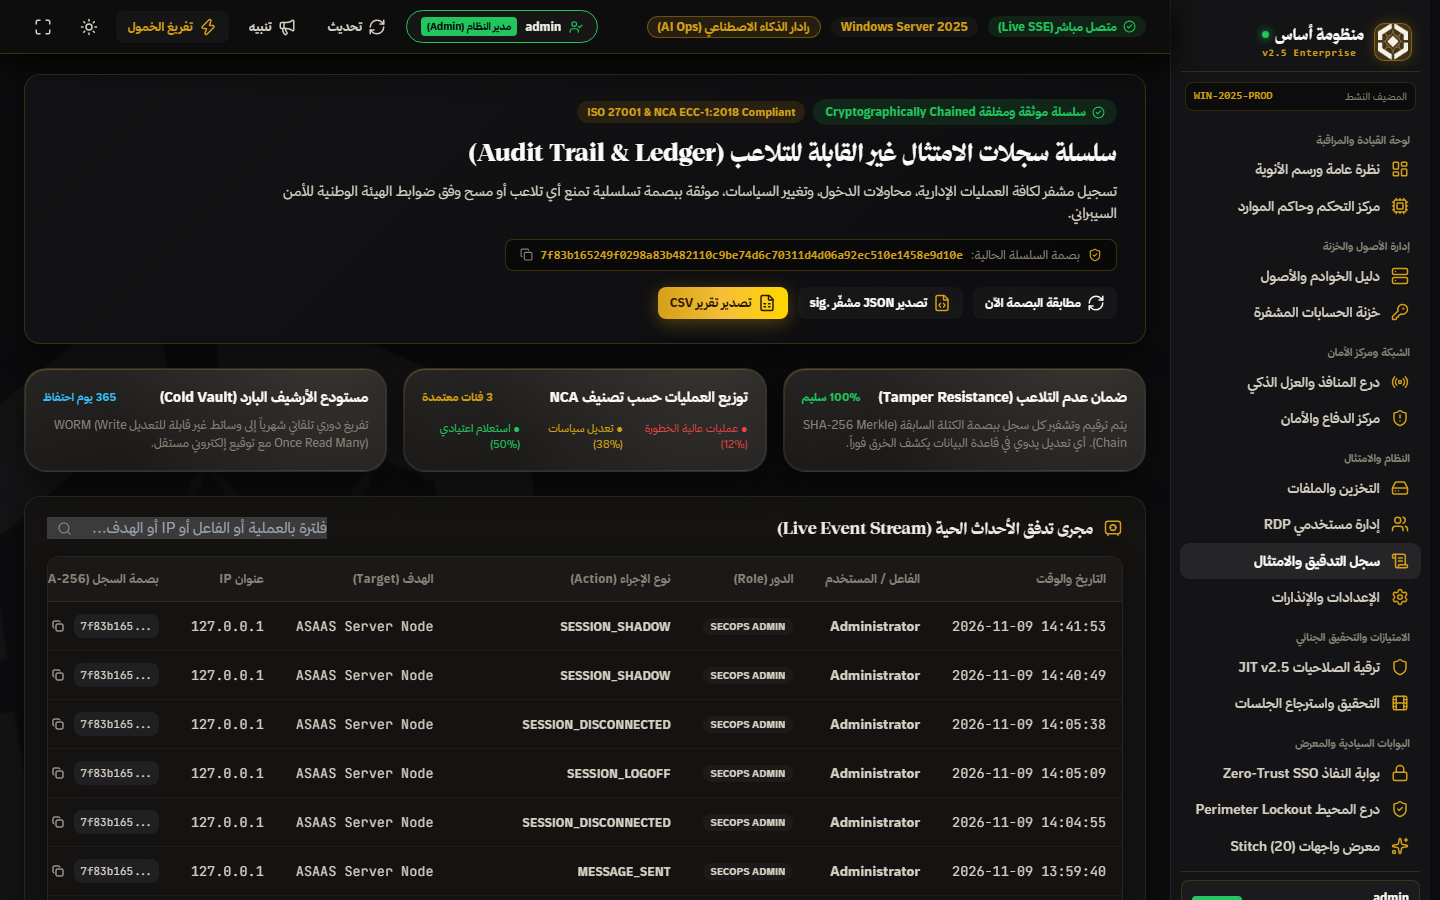 منظومة أساس
v2.5 Enterprise
المضيف النشط
WIN-2025-PROD
لوحة القيادة والمراقبة
نظرة عامة ورسم الأنوية
مركز التحكم وحاكم الموارد
إدارة الأصول والخزنة
دليل الخوادم والأصول
خزنة الحسابات المشفرة
الشبكة ومركز الأمان
درع المنافذ والعزل الذكي
مركز الدفاع والأمان
النظام والامتثال
التخزين والملفات
إدارة مستخدمي RDP
سجل التدقيق والامتثال
الإعدادات والإنذارات
الامتيازات والتحقيق الجنائي
ترقية الصلاحيات JIT v2.5
التحقيق واسترجاع الجلسات
البوابات السيادية والمعرض
بوابة النفاذ Zero-Trust SSO
درع المحيط Perimeter Lockout
معرض واجهات Stitch (20)
admin
متصل مباشر (Live SSE)
Windows Server 2025
رادار الذكاء الاصطناعي (AI Ops)
admin
مدير النظام (Admin)
تحديث
تنبيه
تفريغ الخمول
سلسلة موثقة ومغلقة Cryptographically Chained
ISO 27001 & NCA ECC-1:2018 Compliant
سلسلة سجلات الامتثال غير القابلة للتلاعب (Audit Trail & Ledger)
تسجيل مشفر لكافة العمليات الإدارية، محاولات الدخول، وتغيير السياسات، موثقة ببصمة تسلسلية تمنع أي تلاعب أو مسح وفق ضوابط الهيئة الوطنية للأمن
السيبراني.
بصمة السلسلة الحالية: 7f83b165249f0298a83b482110c9be74d6c70311d4d06a92ec510e1458e9d10e
مطابقة البصمة الآن
تصدير JSON مشفّر .sig
تصدير تقرير CSV
ضمان عدم التلاعب (Tamper Resistance)
100% سليم
يتم ترقيم وتشفير كل سجل ببصمة الكتلة السابقة (SHA-256 Merkle
Chain). أي تعديل يدوي في قاعدة البيانات يكشف الخرق فوراً.
توزيع العمليات حسب تصنيف NCA
3 فئات معتمدة
● عمليات عالية الخطورة
(12%)
● تعديل سياسات
(38%)
● استعلام اعتيادي
(50%)
مستودع الأرشيف البارد (Cold Vault)
365 يوم احتفاظ
تفريغ دوري تلقائي شهرياً إلى وسائط غير قابلة للتعديل WORM (Write
Once Read Many) مع توقيع إلكتروني مستقل.
مجرى تدفق الأحداث الحية (Live Event Stream)
فلترة بالعملية أو الفاعل أو IP أو الهدف...
التاريخ والوقت
الفاعل / المستخدم
الدور (Role)
نوع الإجراء (Action)
الهدف (Target)
عنوان IP
بصمة السجل (A-256
2026-11-09 14:41:53
Administrator
SECOPS ADMIN
SESSION_SHADOW
ASAAS Server Node
127.0.0.1
7f83b165...
2026-11-09 14:40:49
Administrator
SECOPS ADMIN
SESSION_SHADOW
ASAAS Server Node
127.0.0.1
7f83b165...
2026-11-09 14:05:38
Administrator
SECOPS ADMIN
SESSION_DISCONNECTED
ASAAS Server Node
127.0.0.1
7f83b165...
2026-11-09 14:05:09
Administrator
SECOPS ADMIN
SESSION_LOGOFF
ASAAS Server Node
127.0.0.1
7f83b165...
2026-11-09 14:04:55
Administrator
SECOPS ADMIN
SESSION_DISCONNECTED
ASAAS Server Node
127.0.0.1
7f83b165...
2026-11-09 13:59:40
Administrator
SECOPS ADMIN
MESSAGE_SENT
ASAAS Server Node
127.0.0.1
7f83b165...